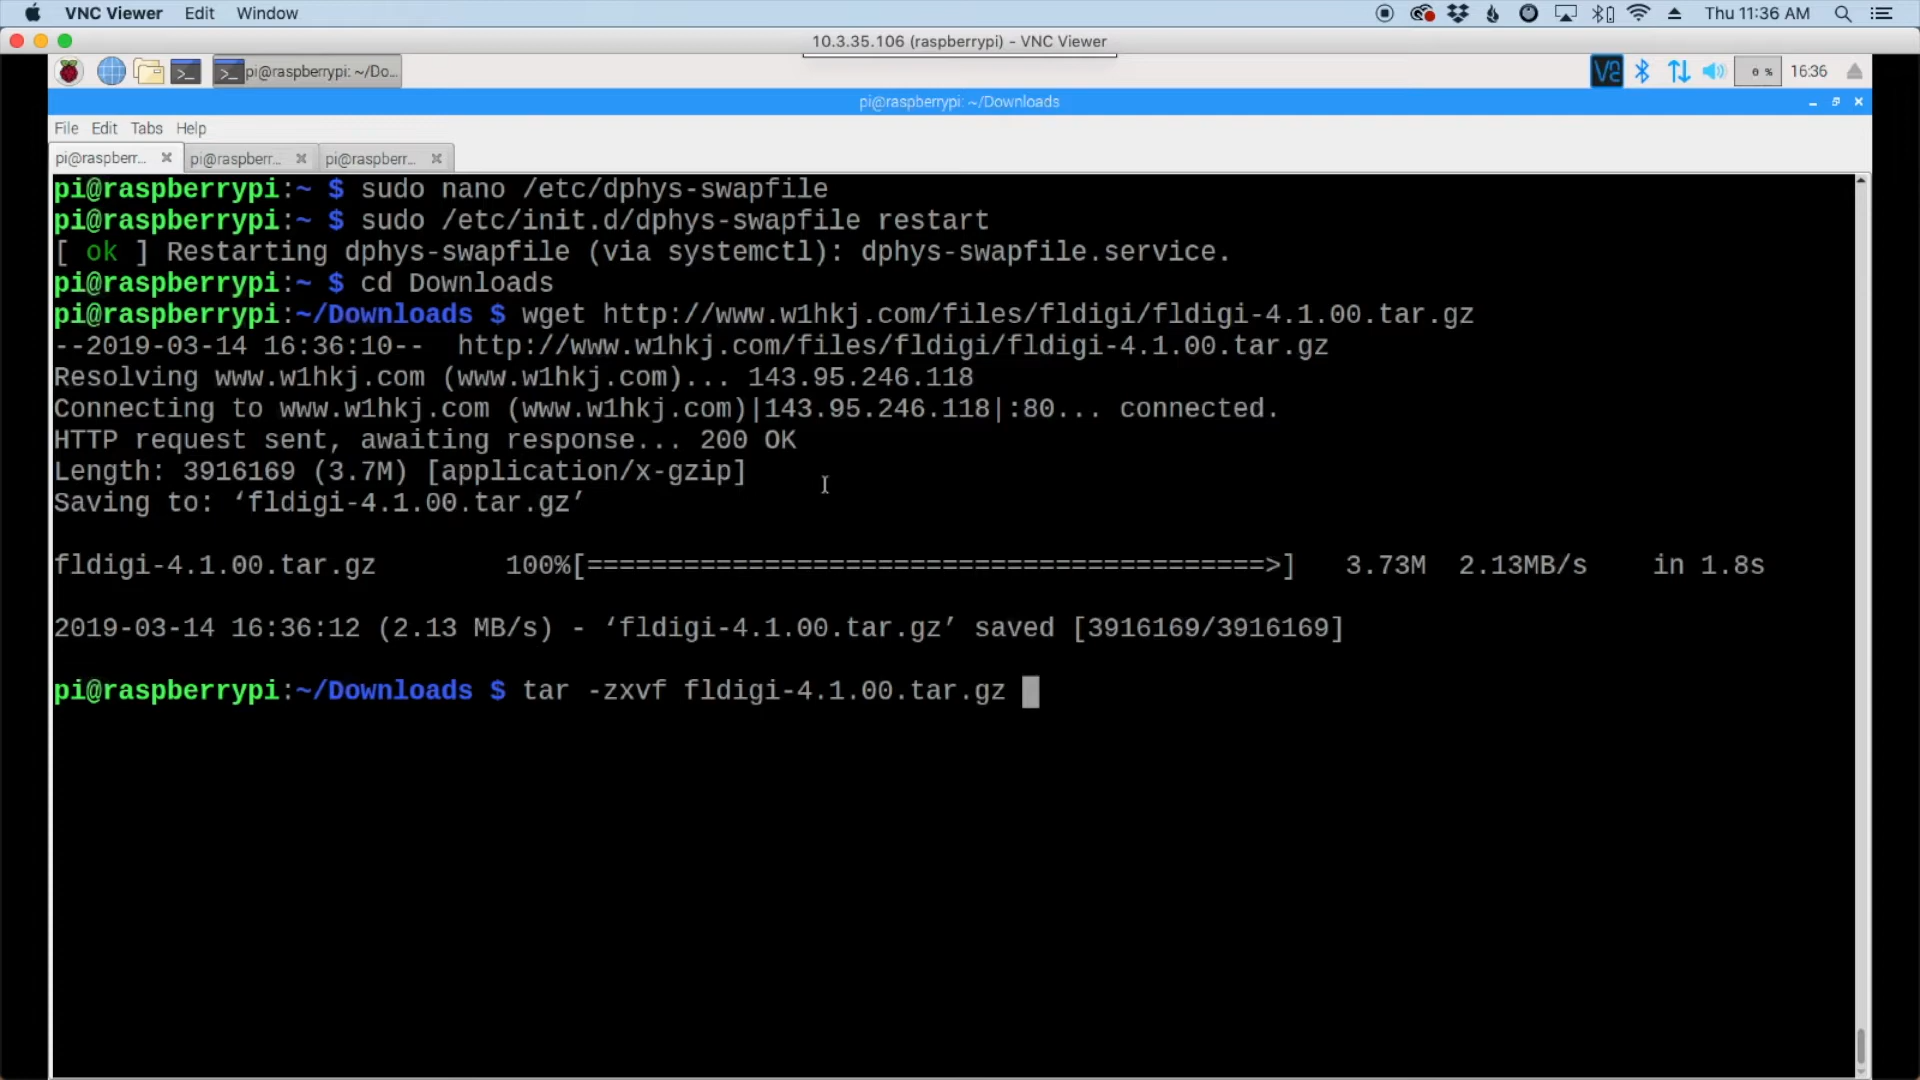 VNC Viewer Edit Window Thu 11:36 AM
10.3.35.106 (raspberrypi) - VNC Viewer
pi@raspberrypi: ~/Do... 0 % 16:36
pi@raspberrypi: ~/Downloads
File Edit Tabs Help
pi@raspberr... pi@raspberr... pi@raspberr...
pi@raspberrypi:~ $ sudo nano /etc/dphys-swapfile
pi@raspberrypi:~ $ sudo /etc/init.d/dphys-swapfile restart
[ ok ] Restarting dphys-swapfile (via systemctl): dphys-swapfile.service.
pi@raspberrypi:~ $ cd Downloads
pi@raspberrypi:~/Downloads $ wget http://www.w1hkj.com/files/fldigi/fldigi-4.1.00.tar.gz
--2019-03-14 16:36:10-- http://www.w1hkj.com/files/fldigi/fldigi-4.1.00.tar.gz
Resolving www.w1hkj.com (www.w1hkj.com)... 143.95.246.118
Connecting to www.w1hkj.com (www.w1hkj.com)|143.95.246.118|:80... connected.
HTTP request sent, awaiting response... 200 OK
Length: 3916169 (3.7M) [application/x-gzip]
Saving to: ‘fldigi-4.1.00.tar.gz’
fldigi-4.1.00.tar.gz 100%[==========================================>] 3.73M 2.13MB/s in 1.8s
2019-03-14 16:36:12 (2.13 MB/s) - ‘fldigi-4.1.00.tar.gz’ saved [3916169/3916169]
pi@raspberrypi:~/Downloads $ tar -zxvf fldigi-4.1.00.tar.gz